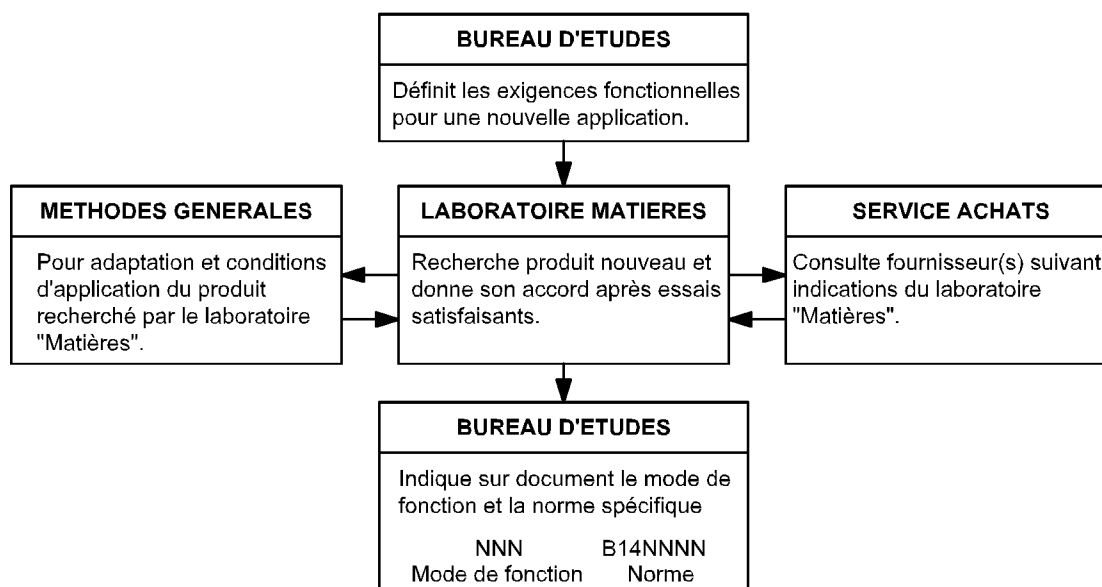 BUREAU D'ETUDES
Définit les exigences fonctionnelles
pour une nouvelle application.
METHODES GENERALES
Pour adaptation et conditions
d'application du produit
recherché par le laboratoire
"Matières".
LABORATOIRE MATIERES
Recherche produit nouveau et
donne son accord après essais
satisfaisants.
SERVICE ACHATS
Consulte fournisseur(s) suivant
indications du laboratoire
"Matières".
BUREAU D'ETUDES
Indique sur document le mode de
fonction et la norme spécifique
NNN B14NNNN
Mode de fonction Norme